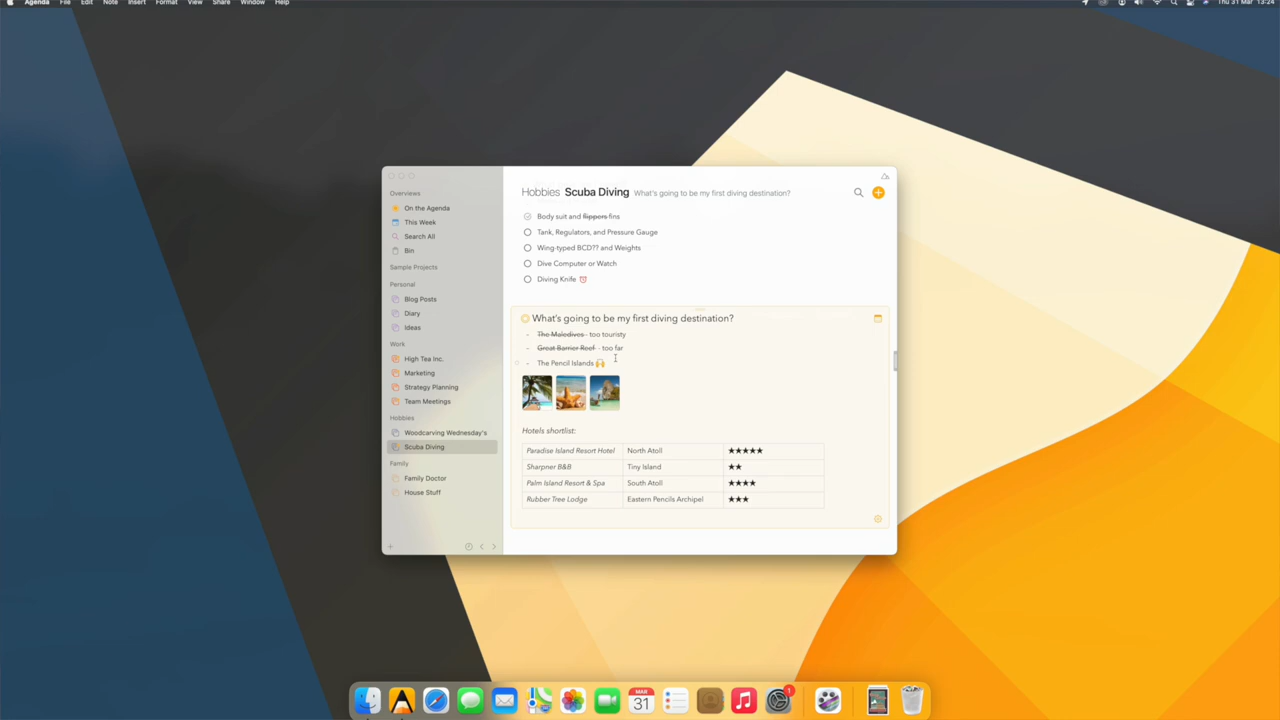 Agenda File Edit Note Insert Format View Share Window Help Thu 31 Mar 13:24
Overviews
On the Agenda
This Week
Search All
Bin
Sample Projects
Personal
Blog Posts
Diary
Ideas
Work
High Tea Inc.
Marketing
Strategy Planning
Team Meetings
Hobbies
Woodcarving Wednesday's
Scuba Diving
Family
Family Doctor
House Stuff
Hobbies Scuba Diving What's going to be my first diving destination?
Body suit and flippers fins
Tank, Regulators, and Pressure Gauge
Wing-typed BCD?? and Weights
Dive Computer or Watch
Diving Knife ⏰
What's going to be my first diving destination?
- The Maledives - too touristy
- Great Barrier Reef - too far
- The Pencil Islands 🙌
Hotels shortlist:
Paradise Island Resort Hotel North Atoll ★★★★★
Sharpner B&B Tiny Island ★★
Palm Island Resort & Spa South Atoll ★★★★
Rubber Tree Lodge Eastern Pencils Archipel ★★★
MAR
31
1